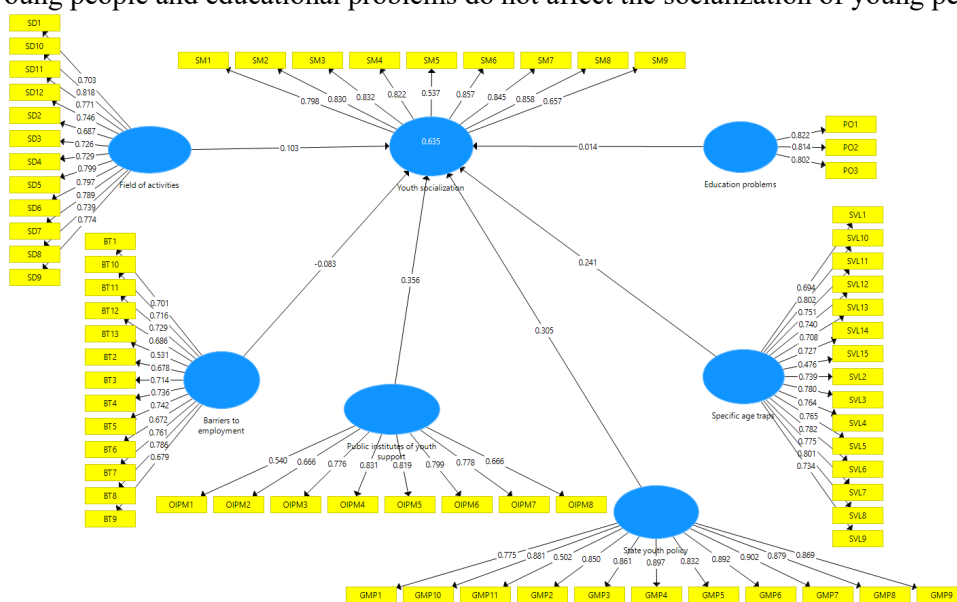 oung people and educational problems do not affect the socialization of young pe
SD1
SD10
SD11
SD12
SD2
SD3
SD4
SD5
SD6
SD7
SD8
SD9
0.703
0.818
0.771
0.746
0.687
0.726
0.729
0.799
0.797
0.789
0.739
0.774
Field of activities
SM1 SM2 SM3 SM4 SM5 SM6 SM7 SM8 SM9
0.798 0.830 0.832 0.822 0.537 0.857 0.845 0.858 0.657
0.635
Youth socialization
0.103
0.014
PO1
PO2
PO3
0.822
0.814
0.802
Education problems
-0.083
0.356
0.305
0.241
BT1
BT10
BT11
BT12
BT13
BT2
BT3
BT4
BT5
BT6
BT7
BT8
BT9
0.701
0.716
0.729
0.686
0.531
0.678
0.714
0.736
0.742
0.672
0.761
0.786
0.679
Barriers to
employment
Public institutes of youth
support
0.540 0.666 0.776 0.831 0.819 0.799 0.778 0.666
OIPM1 OIPM2 OIPM3 OIPM4 OIPM5 OIPM6 OIPM7 OIPM8
SVL1
SVL10
SVL11
SVL12
SVL13
SVL14
SVL15
SVL2
SVL3
SVL4
SVL5
SVL6
SVL7
SVL8
SVL9
0.694
0.802
0.751
0.740
0.708
0.727
0.476
0.739
0.780
0.764
0.765
0.782
0.775
0.801
0.734
Specific age traps
State youth policy
0.775 0.881 0.502 0.850 0.861 0.897 0.832 0.892 0.902 0.879 0.869
GMP1 GMP10 GMP11 GMP2 GMP3 GMP4 GMP5 GMP6 GMP7 GMP8 GMP9